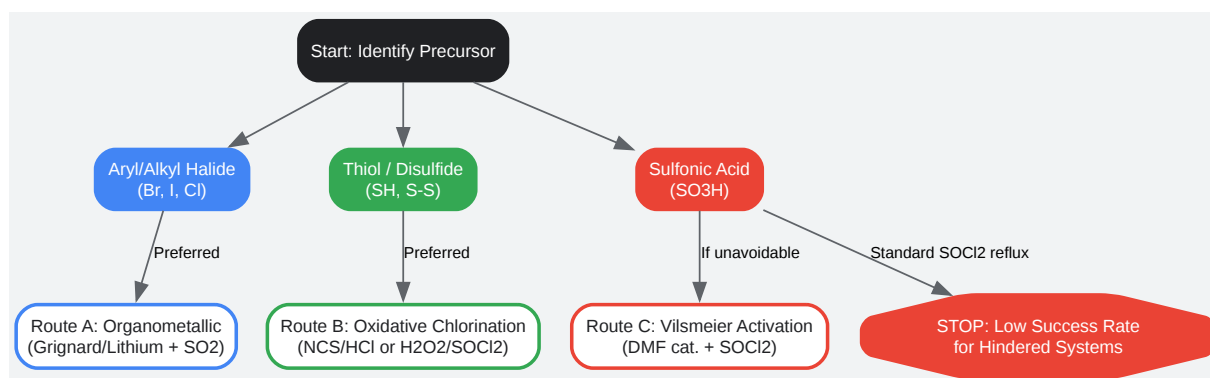 Start: Identify Precursor
Aryl/Alkyl Halide
(Br, I, Cl)
Thiol / Disulfide
(SH, S-S)
Sulfonic Acid
(SO3H)
Preferred
Preferred
If unavoidable
Standard SOCl2 reflux
Route A: Organometallic
(Grignard/Lithium + SO2)
Route B: Oxidative Chlorination
(NCS/HCl or H2O2/SOCl2)
Route C: Vilsmeier Activation
(DMF cat. + SOCl2)
STOP: Low Success Rate
for Hindered Systems